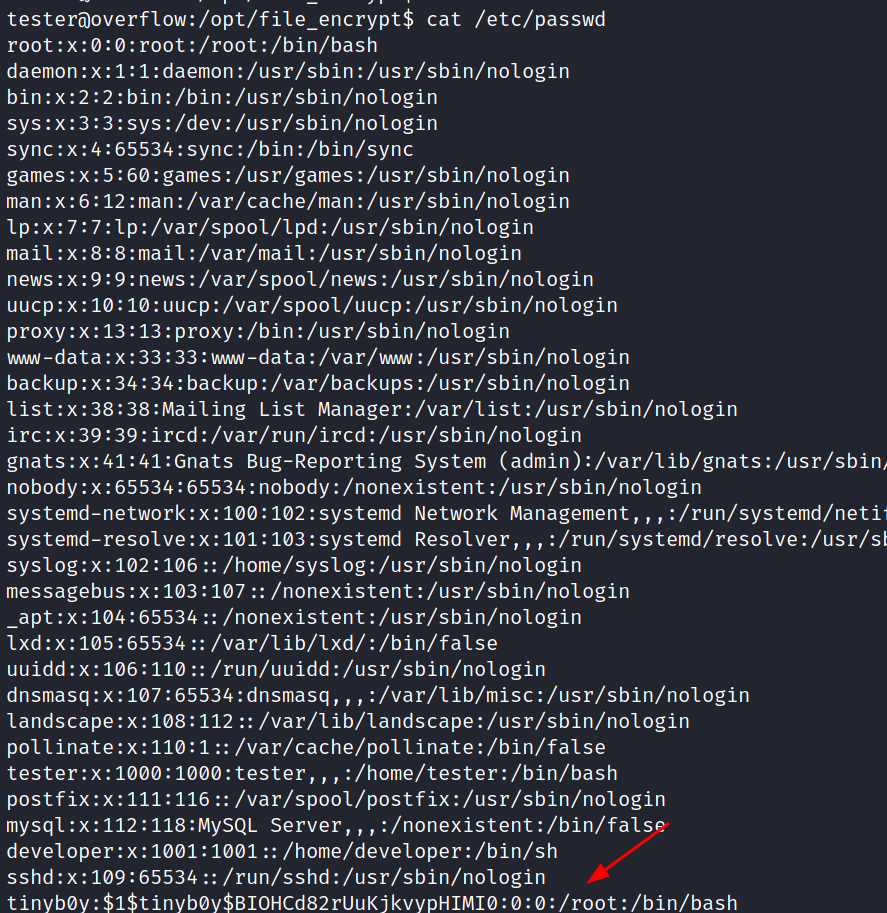 tester@overflow:/opt/file_encrypt$ cat /etc/passwd
root:x:0:0:root:/root:/bin/bash
daemon:x:1:1:daemon:/usr/sbin:/usr/sbin/nologin
bin:x:2:2:bin:/bin:/usr/sbin/nologin
sys:x:3:3:sys:/dev:/usr/sbin/nologin
sync:x:4:65534:sync:/bin:/bin/sync
games:x:5:60:games:/usr/games:/usr/sbin/nologin
man:x:6:12:man:/var/cache/man:/usr/sbin/nologin
lp:x:7:7:lp:/var/spool/lpd:/usr/sbin/nologin
mail:x:8:8:mail:/var/mail:/usr/sbin/nologin
news:x:9:9:news:/var/spool/news:/usr/sbin/nologin
uucp:x:10:10:uucp:/var/spool/uucp:/usr/sbin/nologin
proxy:x:13:13:proxy:/bin:/usr/sbin/nologin
www-data:x:33:33:www-data:/var/www:/usr/sbin/nologin
backup:x:34:34:backup:/var/backups:/usr/sbin/nologin
list:x:38:38:Mailing List Manager:/var/list:/usr/sbin/nologin
irc:x:39:39:ircd:/var/run/ircd:/usr/sbin/nologin
gnats:x:41:41:Gnats Bug-Reporting System (admin):/var/lib/gnats:/usr/sbin/
nobody:x:65534:65534:nobody:/nonexistent:/usr/sbin/nologin
systemd-network:x:100:102:systemd Network Management,,,:/run/systemd/netif
systemd-resolve:x:101:103:systemd Resolver,,,:/run/systemd/resolve:/usr/sb
syslog:x:102:106::/home/syslog:/usr/sbin/nologin
messagebus:x:103:107::/nonexistent:/usr/sbin/nologin
_apt:x:104:65534::/nonexistent:/usr/sbin/nologin
lxd:x:105:65534::/var/lib/lxd/:/bin/false
uuidd:x:106:110::/run/uuidd:/usr/sbin/nologin
dnsmasq:x:107:65534:dnsmasq,,,:/var/lib/misc:/usr/sbin/nologin
landscape:x:108:112::/var/lib/landscape:/usr/sbin/nologin
pollinate:x:110:1::/var/cache/pollinate:/bin/false
tester:x:1000:1000:tester,,,:/home/tester:/bin/bash
postfix:x:111:116::/var/spool/postfix:/usr/sbin/nologin
mysql:x:112:118:MySQL Server,,,:/nonexistent:/bin/false
developer:x:1001:1001::/home/developer:/bin/sh
sshd:x:109:65534::/run/sshd:/usr/sbin/nologin
tinyb0y:$1$tinyb0y$BIOHCd82rUuKjkvypHIMI0:0:0:/root:/bin/bash